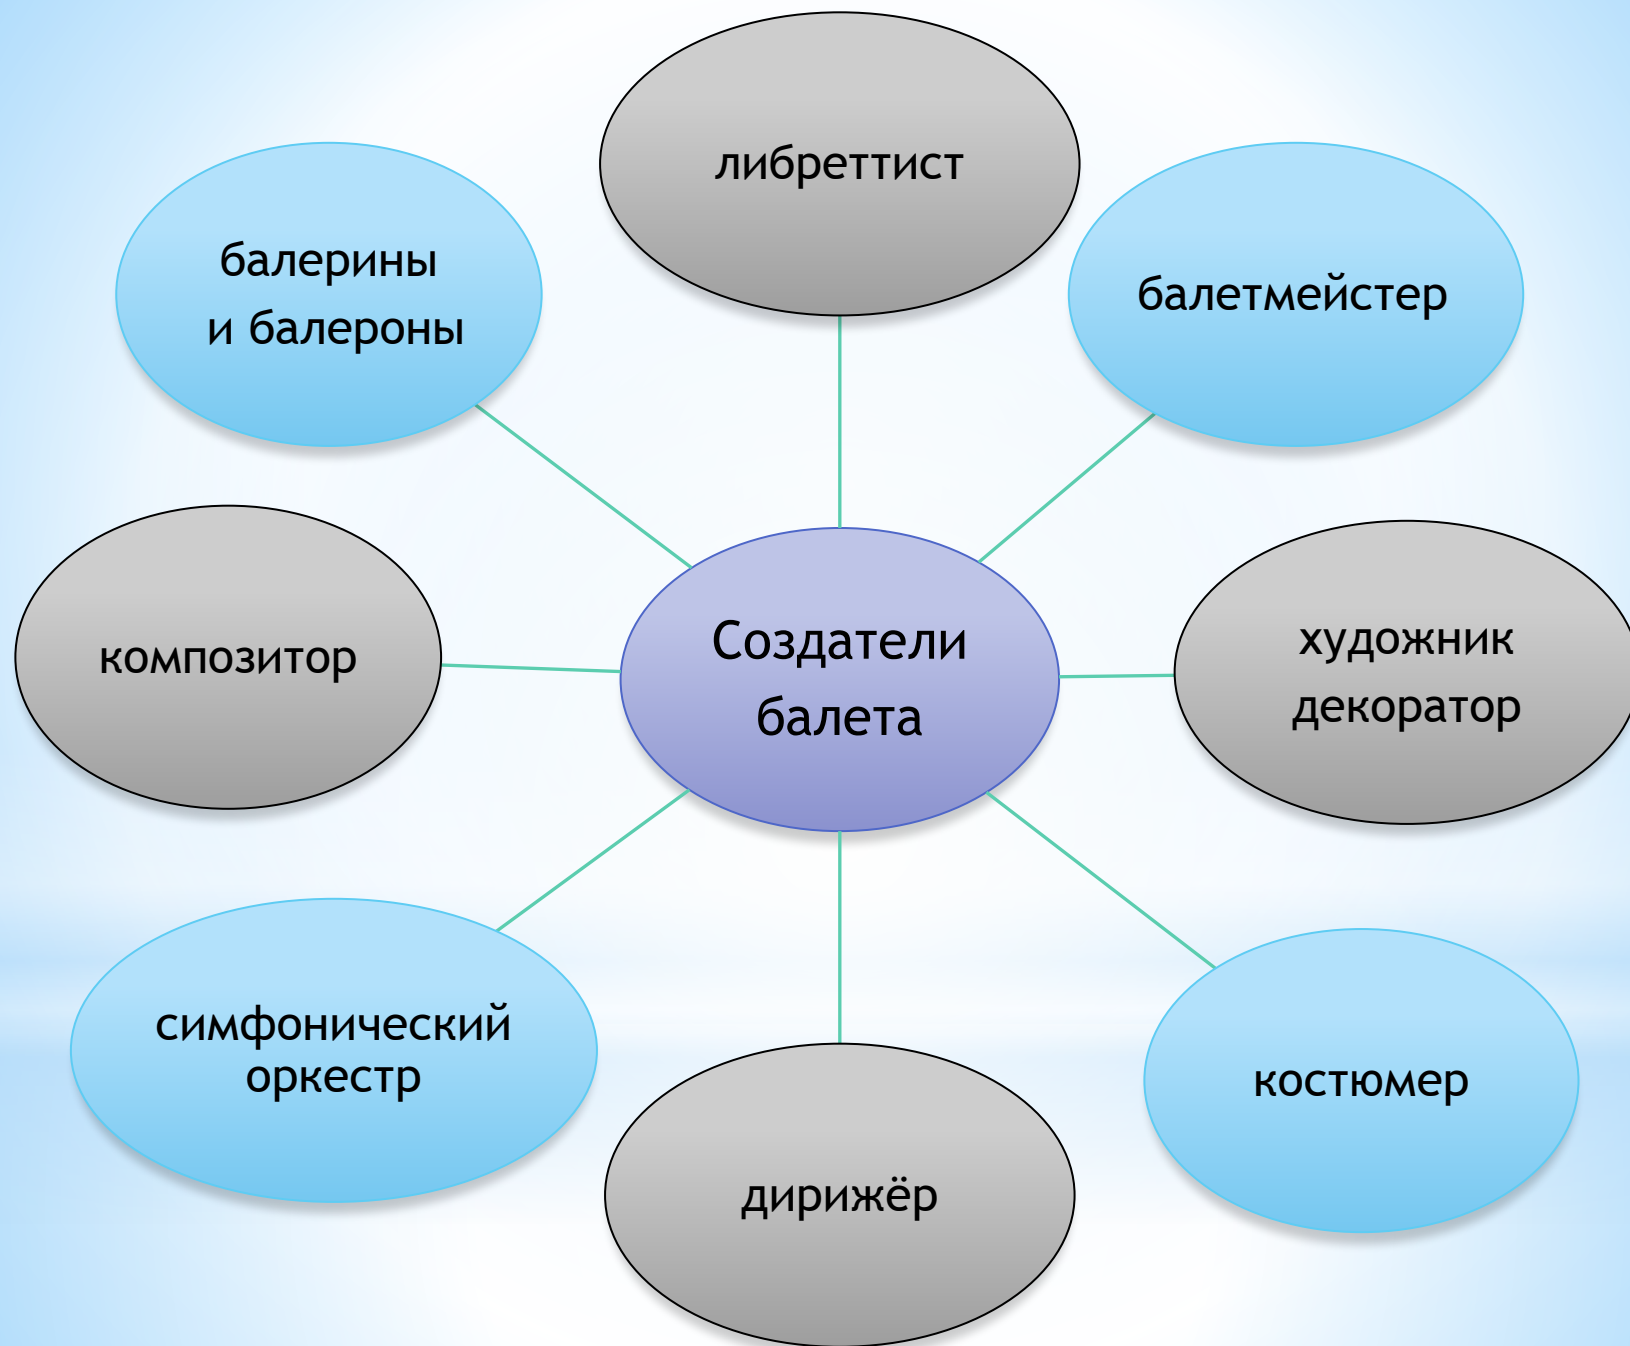 либреттист
балерины
и балероны
балетмейстер
композитор
Создатели
балета
художник
декоратор
симфонический
оркестр
костюмер
дирижёр